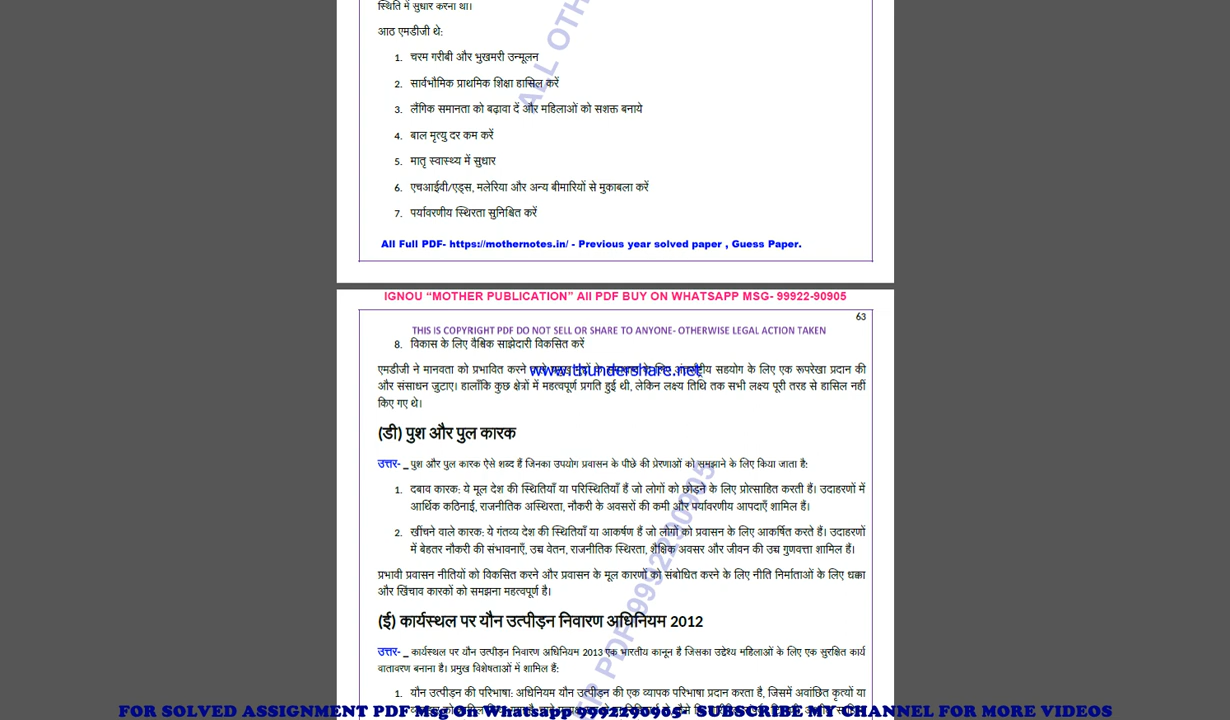 स्थिति में सुधार करना था।
आठ एमडीजी थे:
1. चरम गरीबी और भुखमरी उन्मूलन
2. सार्वभौमिक प्राथमिक शिक्षा हासिल करें
3. लैंगिक समानता को बढ़ावा दें और महिलाओं को सशक्त बनाये
4. बाल मृत्यु दर कम करें
5. मातृ स्वास्थ्य में सुधार
6. एचआईवी/एड्स, मलेरिया और अन्य बीमारियों से मुकाबला करें
7. पर्यावरणीय स्थिरता सुनिश्चित करें
All Full PDF- https://mothernotes.in/ - Previous year solved paper , Guess Paper.
IGNOU “MOTHER PUBLICATION” All PDF BUY ON WHATSAPP MSG- 99922-90905
63
THIS IS COPYRIGHT PDF DO NOT SELL OR SHARE TO ANYONE- OTHERWISE LEGAL ACTION TAKEN
8. विकास के लिए वैश्विक साझेदारी विकसित करें
एमडीजी ने मानवता को प्रभावित करने के लिए अंतर्राष्ट्रीय सहयोग के लिए एक रूपरेखा प्रदान की
www.thundershare.net
और संसाधन जुटाए। हालाँकि कुछ क्षेत्रों में महत्वपूर्ण प्रगति हुई थी, लेकिन लक्ष्य तिथि तक सभी लक्ष्य पूरी तरह से हासिल नहीं
किए गए थे।
(डी) पुश और पुल कारक
उत्तर- _ पुश और पुल कारक ऐसे शब्द हैं जिनका उपयोग प्रवासन के पीछे की प्रेरणाओं को समझाने के लिए किया जाता है:
1. दबाव कारक: ये मूल देश की स्थितियाँ या परिस्थितियाँ हैं जो लोगों को छोड़ने के लिए प्रोत्साहित करती हैं। उदाहरणों में
आर्थिक कठिनाई, राजनीतिक अस्थिरता, नौकरी के अवसरों की कमी और पर्यावरणीय आपदाएँ शामिल हैं।
2. खींचने वाले कारक: ये गंतव्य देश की स्थितियाँ या आकर्षण हैं जो लोगों को प्रवासन के लिए आकर्षित करते हैं। उदाहरणों
में बेहतर नौकरी की संभावनाएँ, उच्च वेतन, राजनीतिक स्थिरता, शैक्षिक अवसर और जीवन की उच्च गुणवत्ता शामिल हैं।
प्रभावी प्रवासन नीतियों को विकसित करने और प्रवासन के मूल कारणों को संबोधित करने के लिए नीति निर्माताओं के लिए धक्का
और खिंचाव कारकों को समझना महत्वपूर्ण है।
(ई) कार्यस्थल पर यौन उत्पीड़न निवारण अधिनियम 2012
उत्तर- _ कार्यस्थल पर यौन उत्पीड़न निवारण अधिनियम 2013 एक भारतीय कानून है जिसका उद्देश्य महिलाओं के लिए एक सुरक्षित कार्य
वातावरण बनाना है। प्रमुख विशेषताओं में शामिल हैं:
1. यौन उत्पीड़न की परिभाषा: अधिनियम यौन उत्पीड़न की एक व्यापक परिभाषा प्रदान करता है, जिसमें अवांछित कृत्यों या
FOR SOLVED ASSIGNMENT PDF Msg On Whatsapp 9992290905- SUBSCRIBE MY CHANNEL FOR MORE VIDEOS